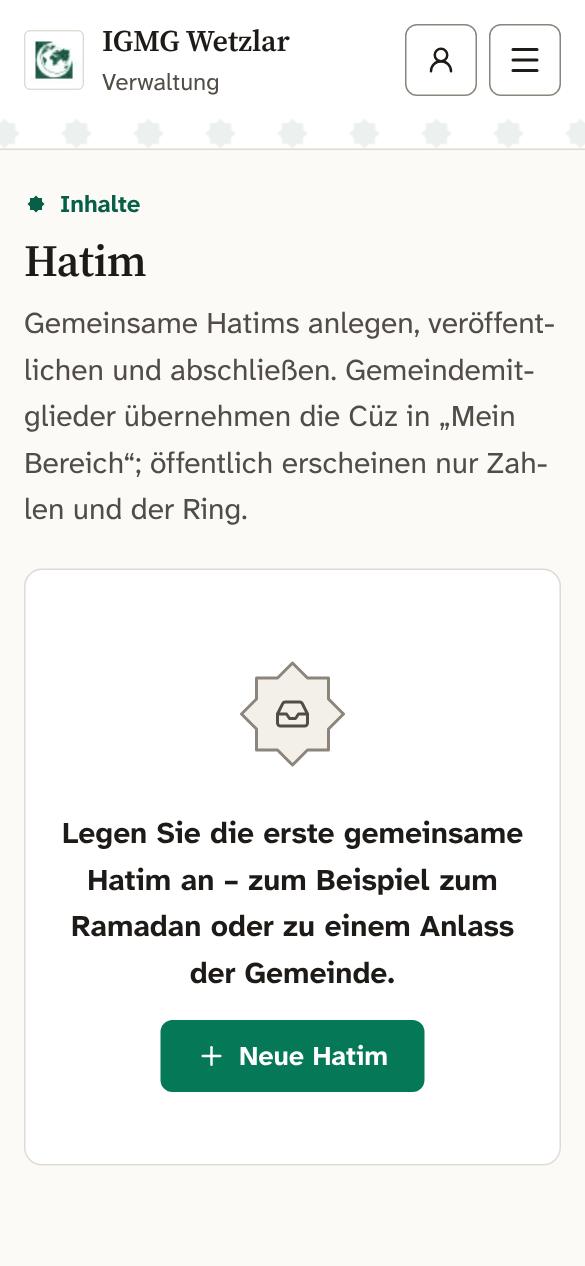 IGMG Wetzlar
Verwaltung
Inhalte
Hatim
Gemeinsame Hatims anlegen, veröffent-
lichen und abschließen. Gemeindemit-
glieder übernehmen die Cüz in „Mein
Bereich“; öffentlich erscheinen nur Zah-
len und der Ring.
Legen Sie die erste gemeinsame
Hatim an – zum Beispiel zum
Ramadan oder zu einem Anlass
der Gemeinde.
Neue Hatim